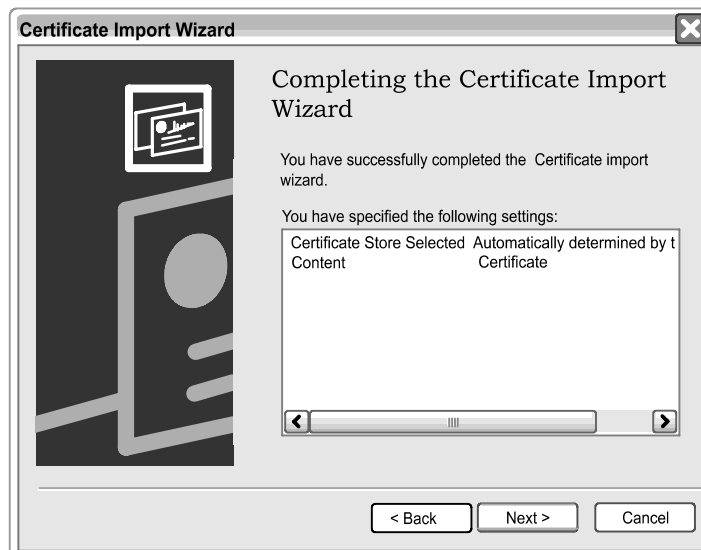 Certificate Import Wizard
Completing the Certificate Import
Wizard
You have successfully completed the Certificate import
wizard.
You have specified the following settings:
Certificate Store Selected Automatically determined by t
Content Certificate
< Back Next > Cancel